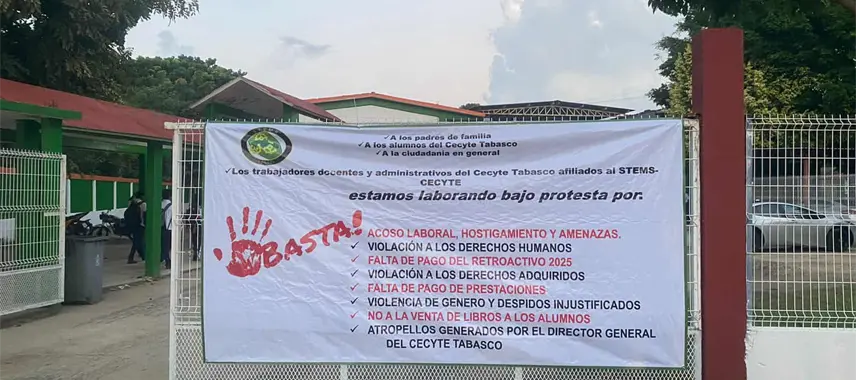 ✓A los padres de familia
✓A los alumnos del Cecyte Tabasco
✓A la ciudadania en general
✓Los trabajadores docentes y administrativos del Cecyte Tabasco afiliados al STEMS-
CECYTE
estamos laborando bajo protesta por:
BASTA!
✓ ACOSO LABORAL, HOSTIGAMIENTO Y AMENAZAS.
✓ VIOLACIÓN A LOS DERECHOS HUMANOS
✓ FALTA DE PAGO DEL RETROACTIVO 2025
✓ VIOLACIÓN A LOS DERECHOS ADQUIRIDOS
✓ FALTA DE PAGO DE PRESTACIONES
✓ VIOLENCIA DE GENERO Y DESPIDOS INJUSTIFICADOS
✓ NO A LA VENTA DE LIBROS A LOS ALUMNOS
✓ ATROPELLOS GENERADOS POR EL DIRECTOR GENERAL
DEL CECYTE TABASCO